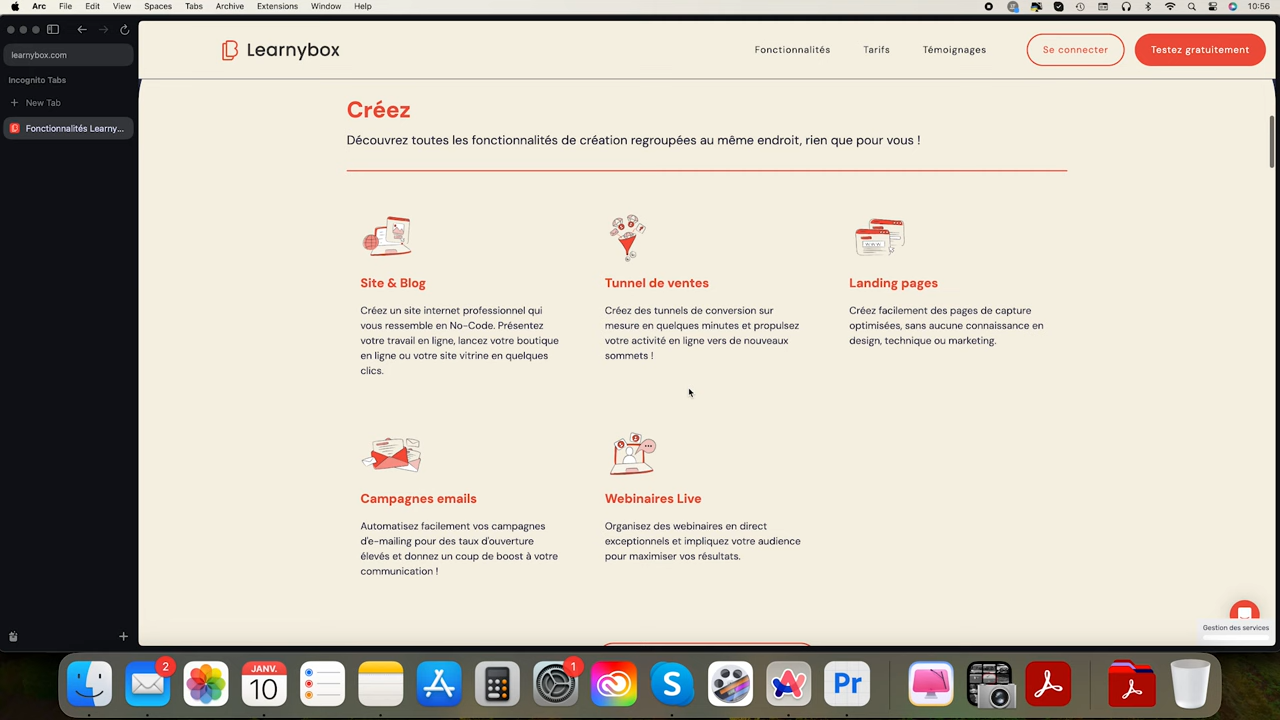 Arc File Edit View Spaces Tabs Archive Extensions Window Help 10:56
learnybox.com
Incognito Tabs
New Tab
Fonctionnalités Learny...
Learnybox
Fonctionnalités Tarifs Témoignages Se connecter Testez gratuitement
Créez
Découvrez toutes les fonctionnalités de création regroupées au même endroit, rien que pour vous !
Site & Blog
Créez un site internet professionnel qui
vous ressemble en No-Code. Présentez
votre travail en ligne, lancez votre boutique
en ligne ou votre site vitrine en quelques
clics.
Tunnel de ventes
Créez des tunnels de conversion sur
mesure en quelques minutes et propulsez
votre activité en ligne vers de nouveaux
sommets !
Landing pages
Créez facilement des pages de capture
optimisées, sans aucune connaissance en
design, technique ou marketing.
Campagnes emails
Automatisez facilement vos campagnes
d'e-mailing pour des taux d'ouverture
élevés et donnez un coup de boost à votre
communication !
Webinaires Live
Organisez des webinaires en direct
exceptionnels et impliquez votre audience
pour maximiser vos résultats.
Gestion des services
2
JANV.
10
1
S
Pr